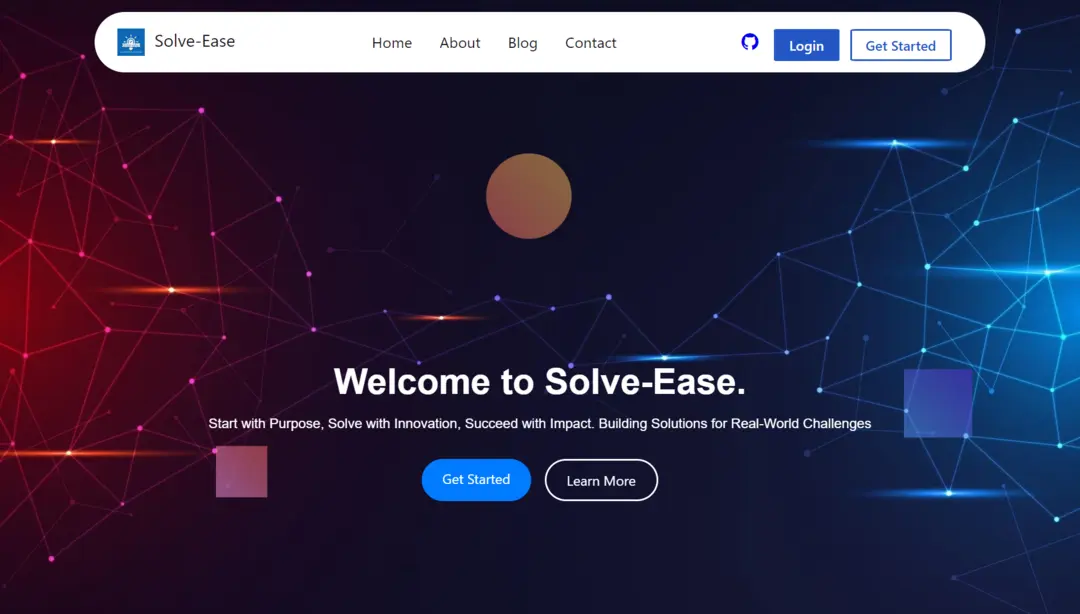 Solve-Ease
Home About Blog Contact
Login Get Started
Welcome to Solve-Ease.
Start with Purpose, Solve with Innovation, Succeed with Impact. Building Solutions for Real-World Challenges
Get Started Learn More